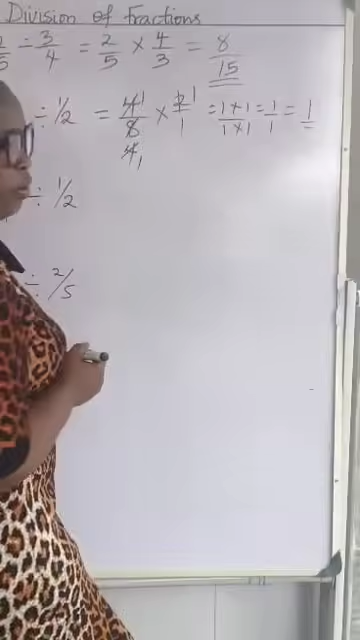 Division of Fractions
2/5 ÷ 3/4 = 2/5 × 4/3 = 8/15
÷ 1/2 = 4/8 × 2/1 = 1×1/1×1 = 1/1 = 1
÷ 1/2
÷ 2/5